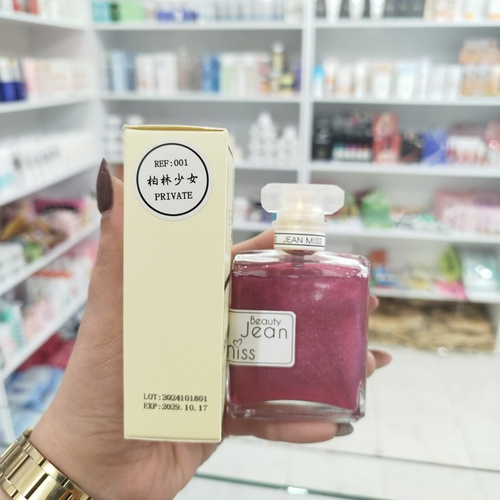 REF:001
柏林少女
PRIVATE
LOT:2024101801
EXP:2029.10.17
JEAN MISS
Beauty
Jean
miss